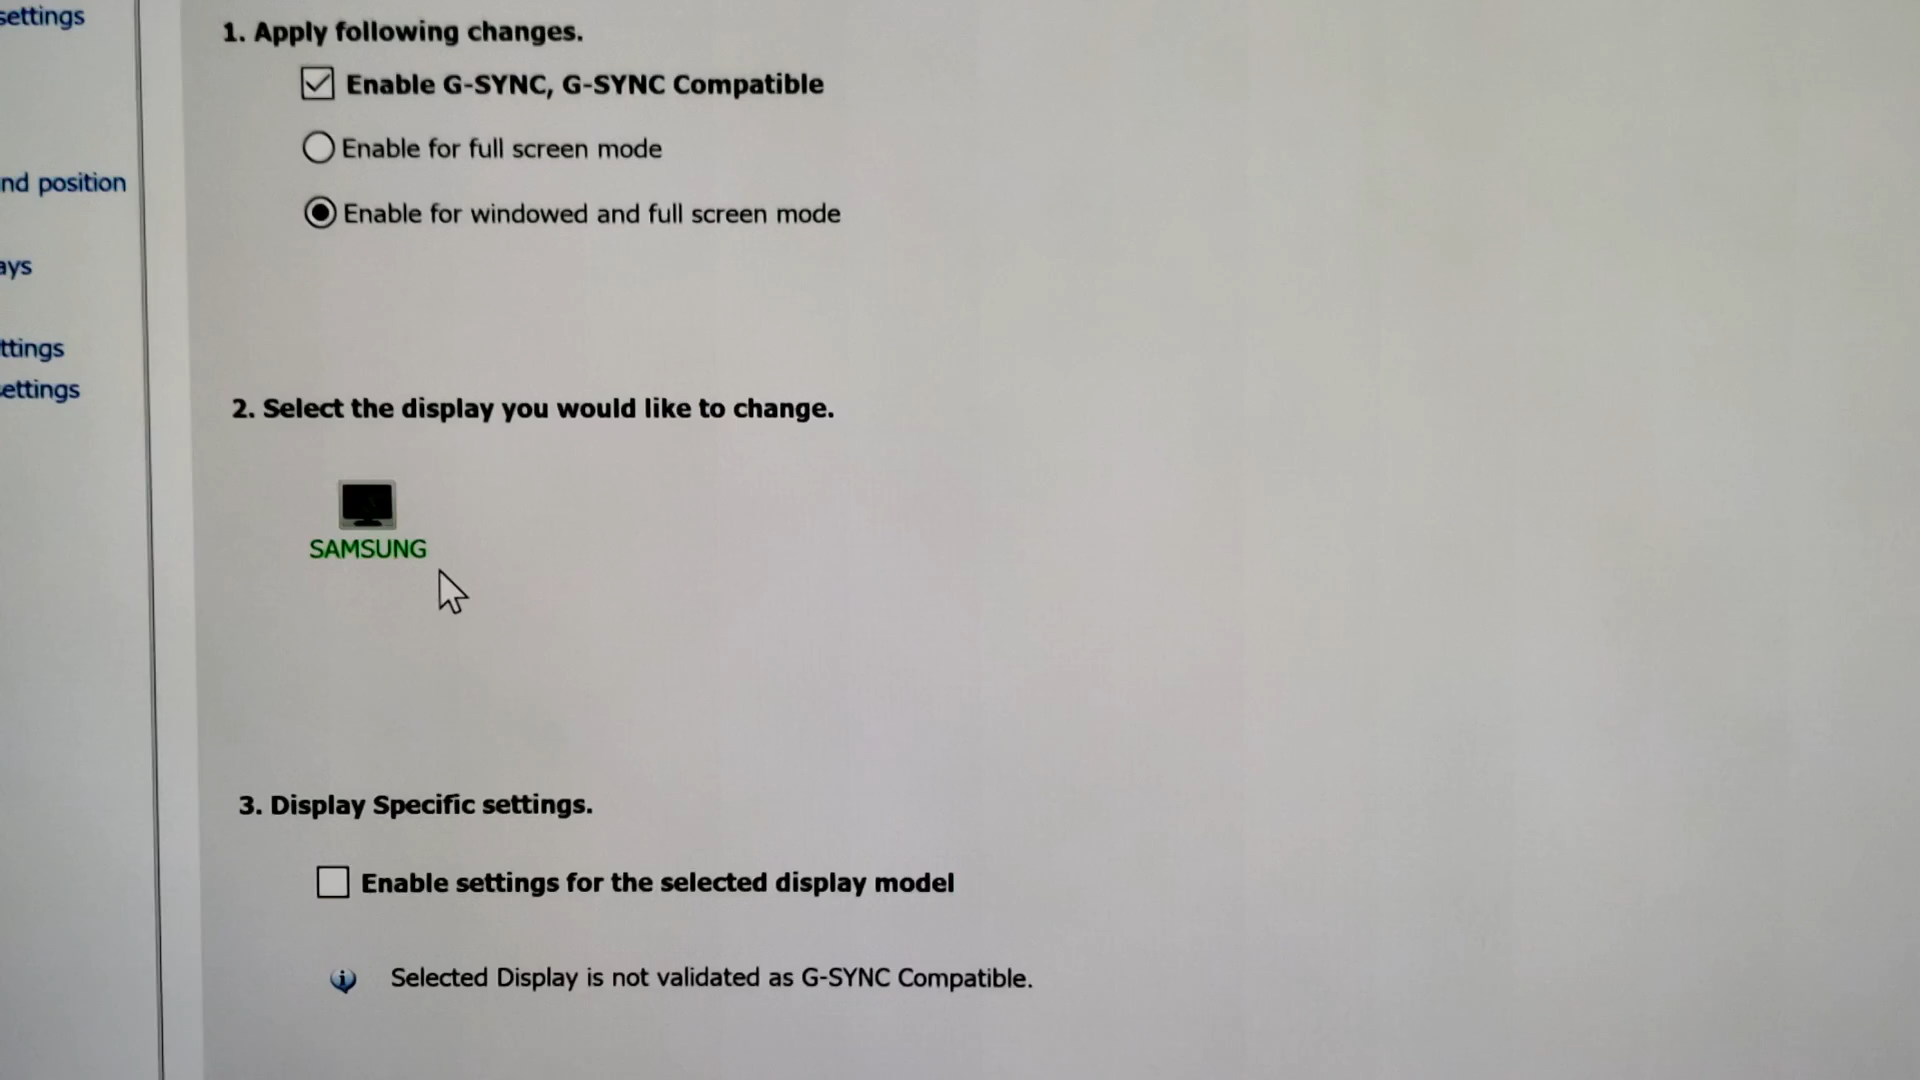 settings
1. Apply following changes.
Enable G-SYNC, G-SYNC Compatible
Enable for full screen mode
nd position
Enable for windowed and full screen mode
ays
ttings
ettings
2. Select the display you would like to change.
SAMSUNG
3. Display Specific settings.
Enable settings for the selected display model
Selected Display is not validated as G-SYNC Compatible.